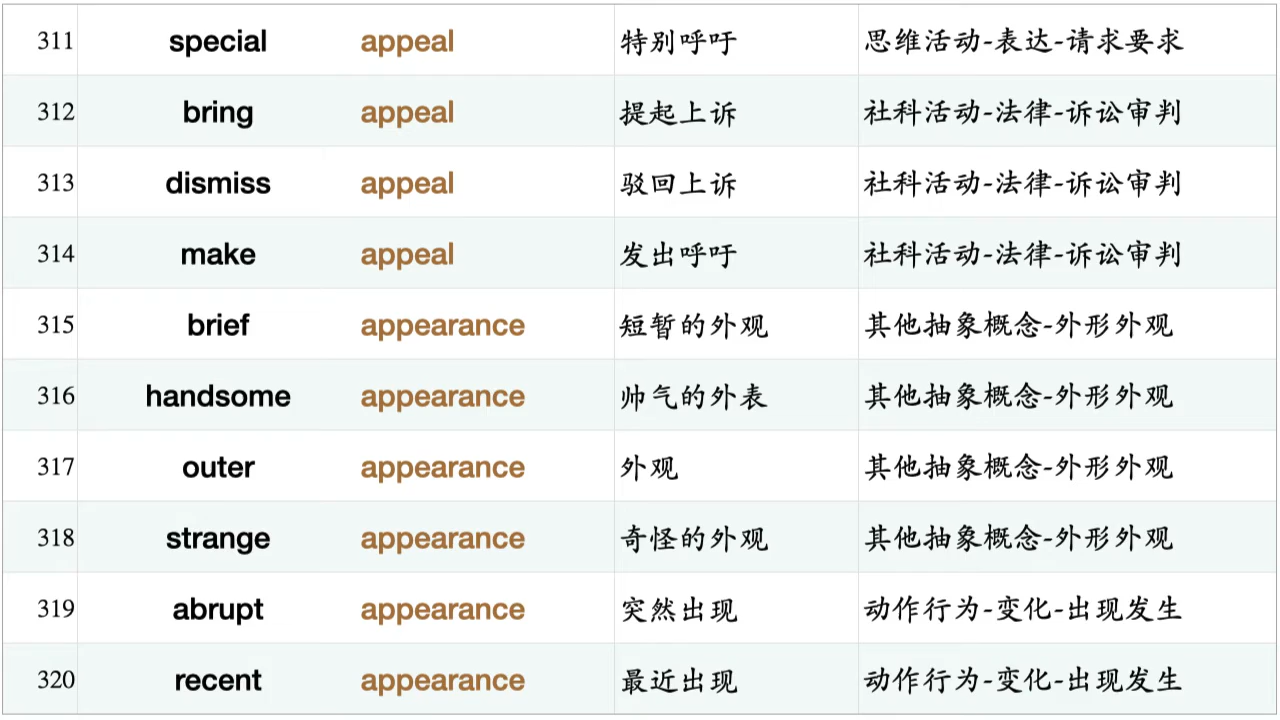 311 special appeal 特别呼吁 思维活动-表达-请求要求
312 bring appeal 提起上诉 社科活动-法律-诉讼审判
313 dismiss appeal 驳回上诉 社科活动-法律-诉讼审判
314 make appeal 发出呼吁 社科活动-法律-诉讼审判
315 brief appearance 短暂的外观 其他抽象概念-外形外观
316 handsome appearance 帅气的外表 其他抽象概念-外形外观
317 outer appearance 外观 其他抽象概念-外形外观
318 strange appearance 奇怪的外观 其他抽象概念-外形外观
319 abrupt appearance 突然出现 动作行为-变化-出现发生
320 recent appearance 最近出现 动作行为-变化-出现发生